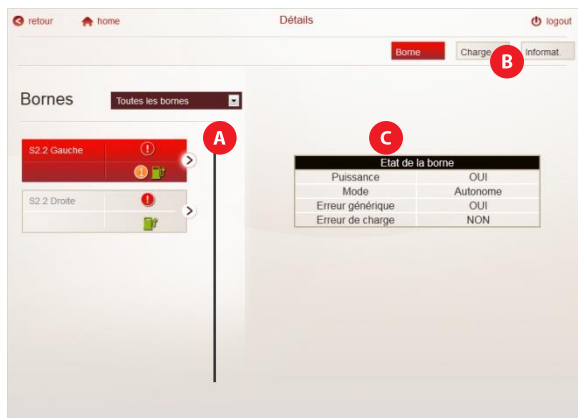 retour home Détails logout
Borne Charge Informat.
B
Bornes Toutes les bornes
A C
S2.2 Gauche
Etat de la borne
Puissance OUI
Mode Autonome
S2.2 Droite
Erreur générique OUI
Erreur de charge NON